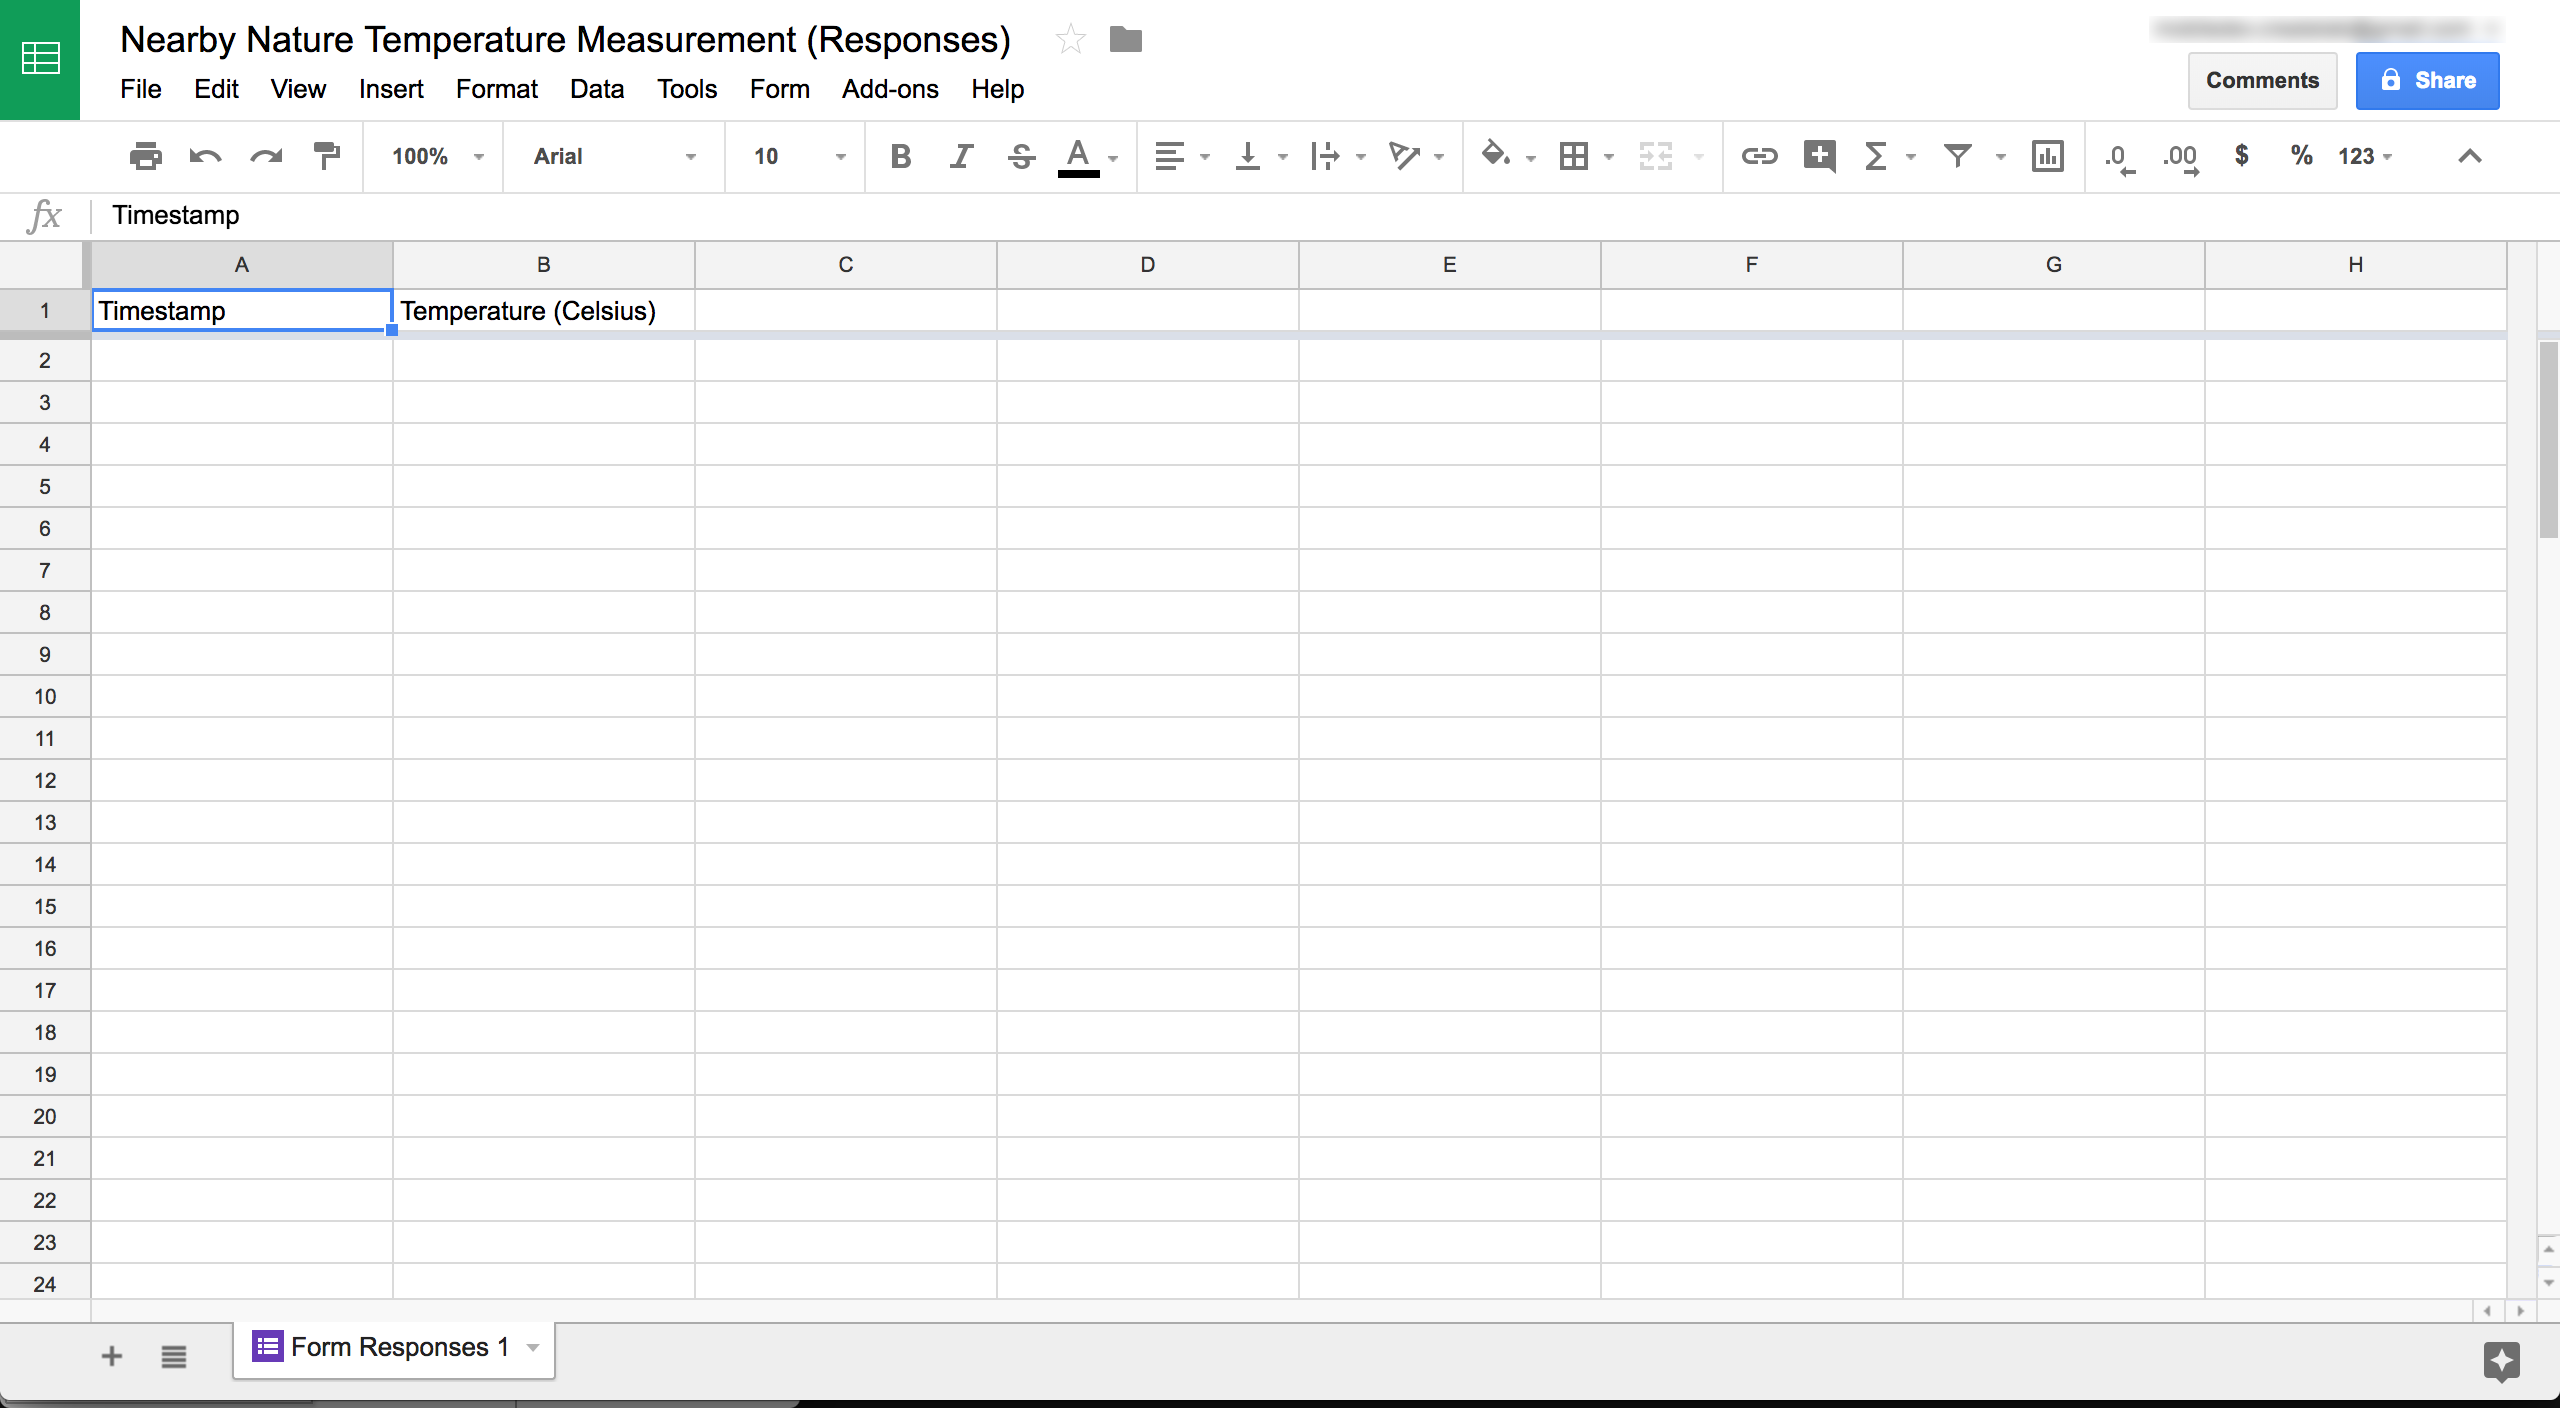 Nearby Nature Temperature Measurement (Responses)
File Edit View Insert Format Data Tools Form Add-ons Help
Comments Share
100% Arial 10 B I S A .0 .00 $ % 123
fx Timestamp
A B C D E F G H
1 Timestamp Temperature (Celsius)
2
3
4
5
6
7
8
9
10
11
12
13
14
15
16
17
18
19
20
21
22
23
24
Form Responses 1